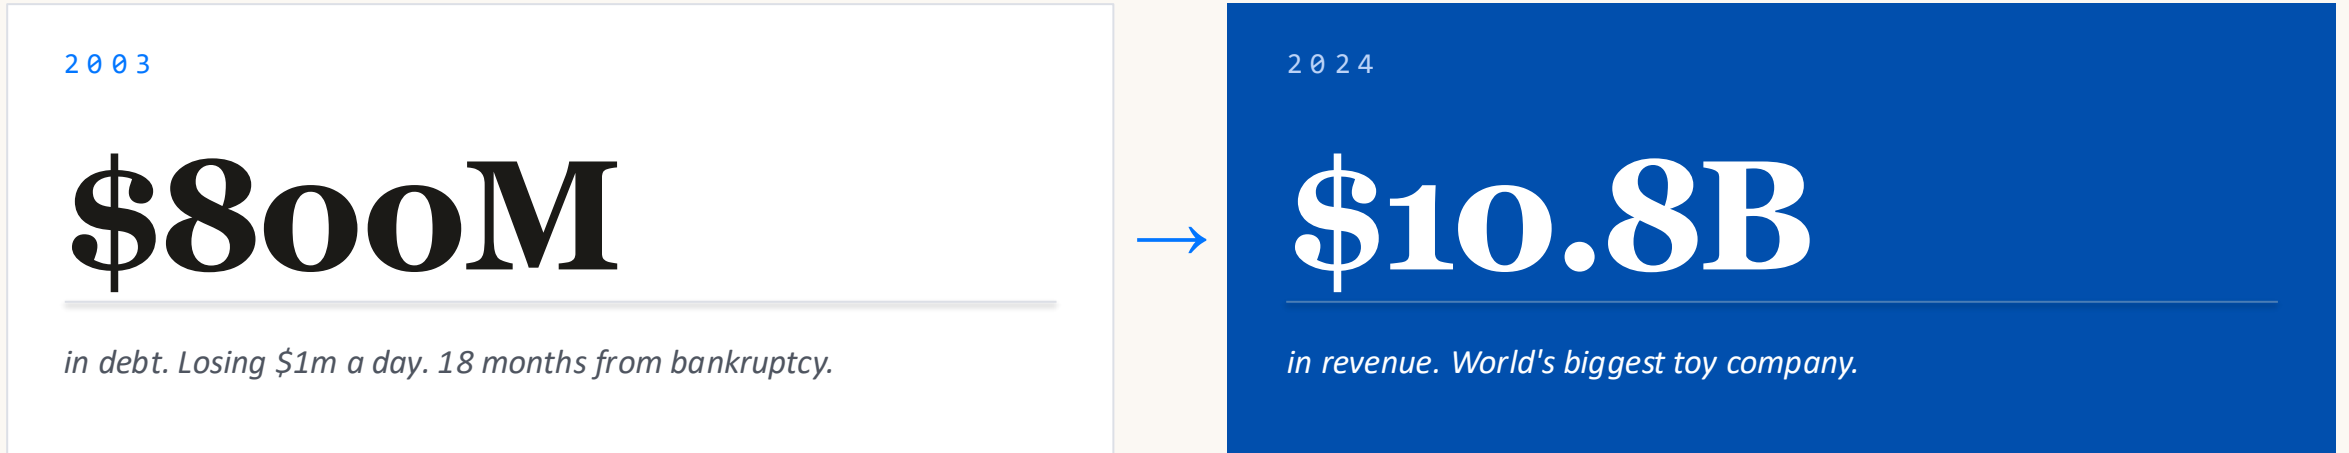 2003
$800M
in debt. Losing $1m a day. 18 months from bankruptcy.
→
2024
$10.8B
in revenue. World's biggest toy company.